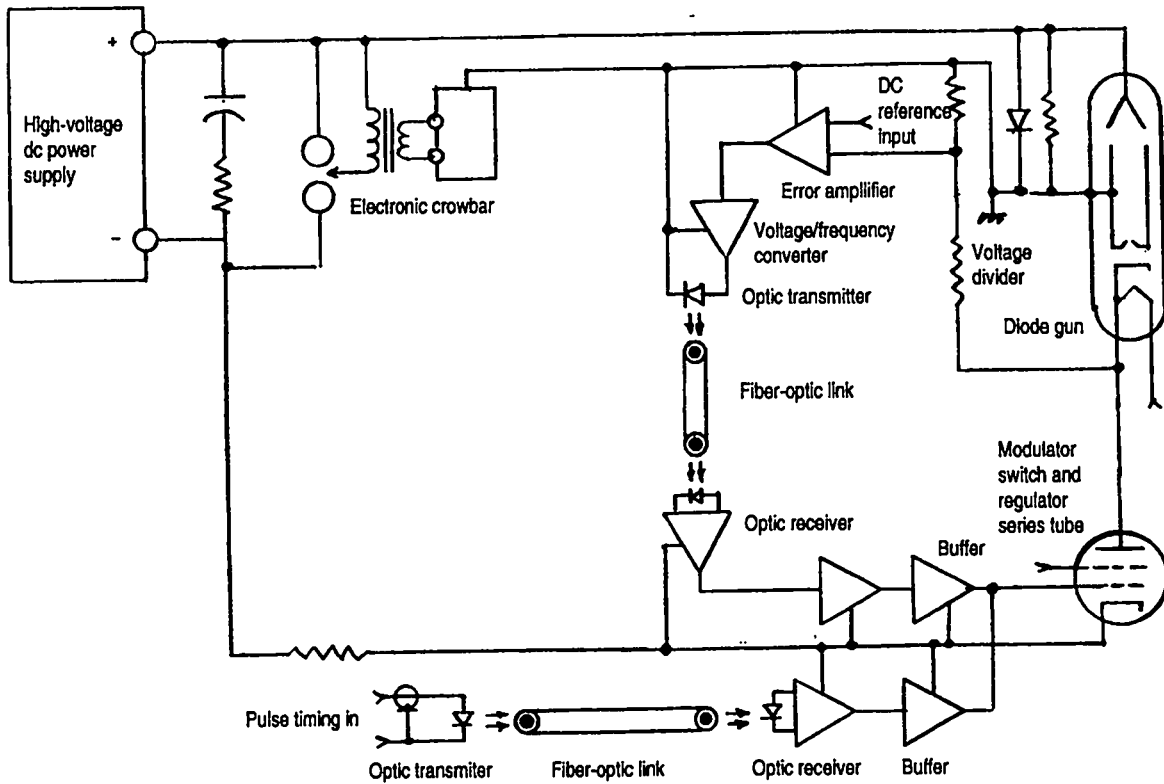 +
High-voltage
dc power
supply
−
Electronic crowbar
DC
reference
input
Error ampilifier
Voltage/frequency
converter
Voltage
divider
Optic transmitter
Diode gun
Fiber-optic link
Modulator
switch and
regulator
series tube
Optic receiver
Buffer
Pulse timing in
Optic transmiter
Fiber-optic link
Optic receiver
Buffer